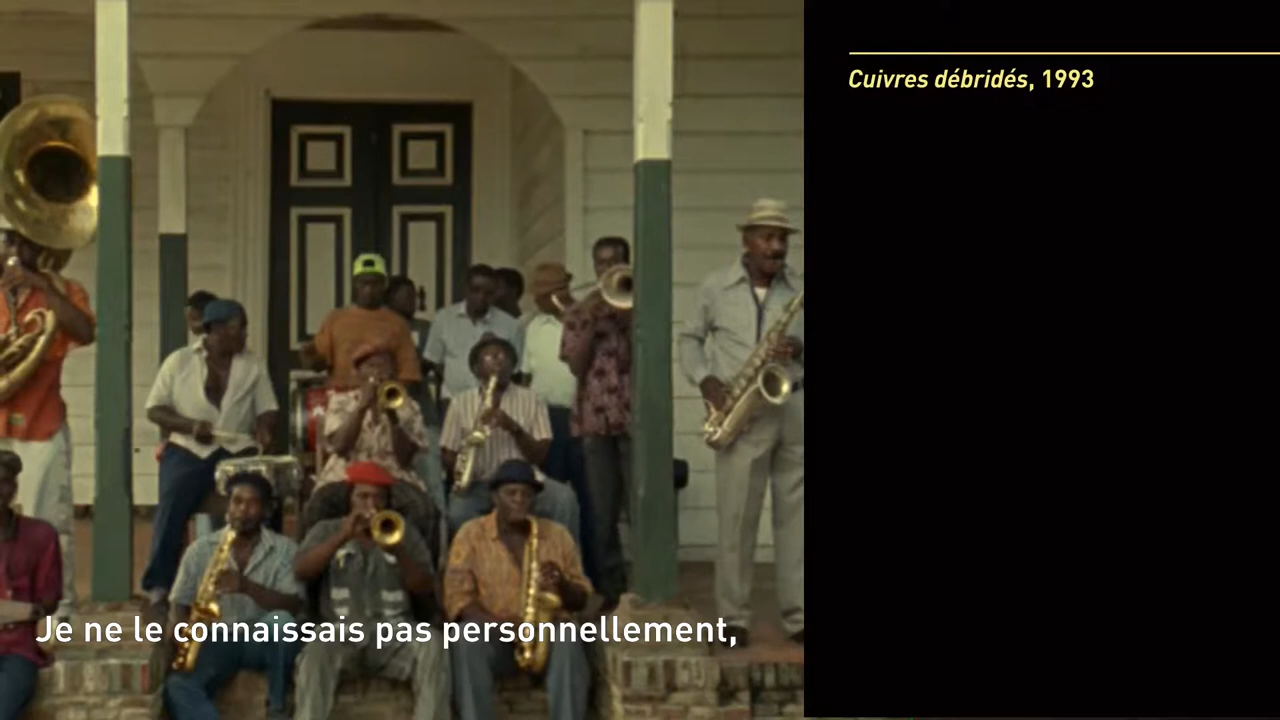 Cuivres débridés, 1993
Je ne le connaissais pas personnellement,